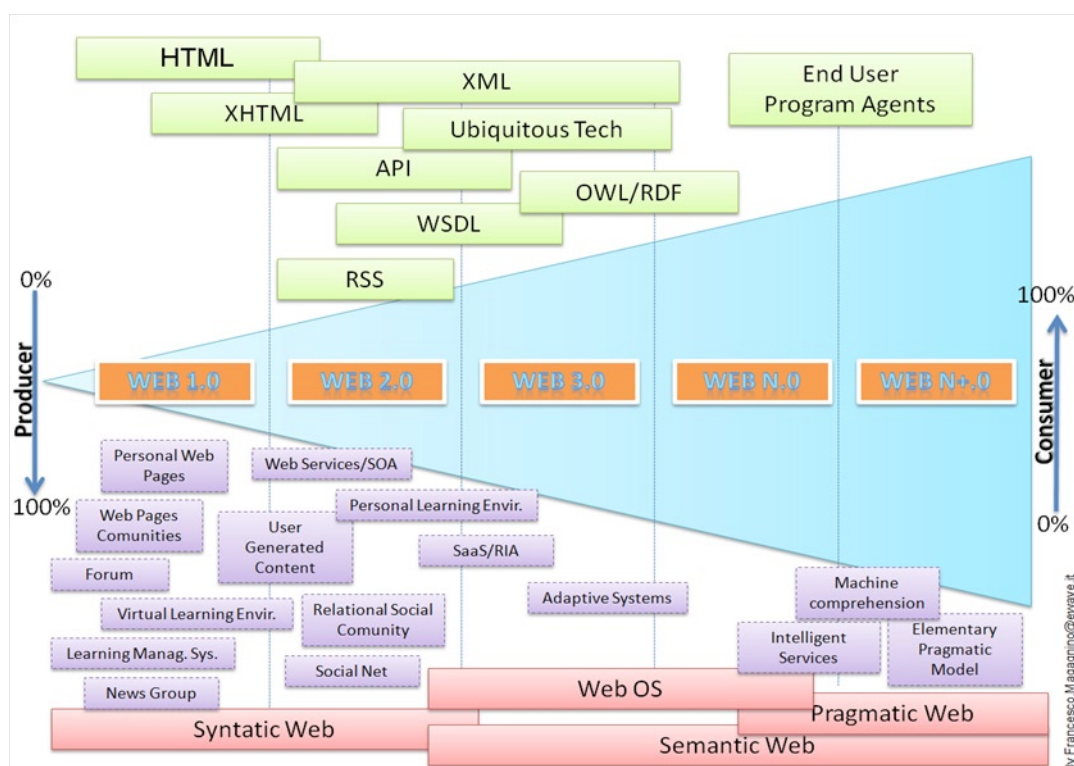 HTML
XML
End User
Program Agents
XHTML
Ubiquitous Tech
API
OWL/RDF
WSDL
RSS
0%
100%
Producer
WEB 1.0
WEB 2.0
WEB 3.0
WEB N.0
WEB N+.0
Consumer
100%
0%
Personal Web
Pages
Web Services/SOA
Web Pages
Comunities
User
Generated
Content
Personal Learning Envir.
SaaS/RIA
Forum
Virtual Learning Envir.
Relational Social
Comunity
Adaptive Systems
Machine
comprehension
Learning Manag. Sys.
Social Net
Intelligent
Services
Elementary
Pragmatic
Model
News Group
Web OS
Syntatic Web
Pragmatic Web
Semantic Web
by Francesco Magagnino@ewave.it